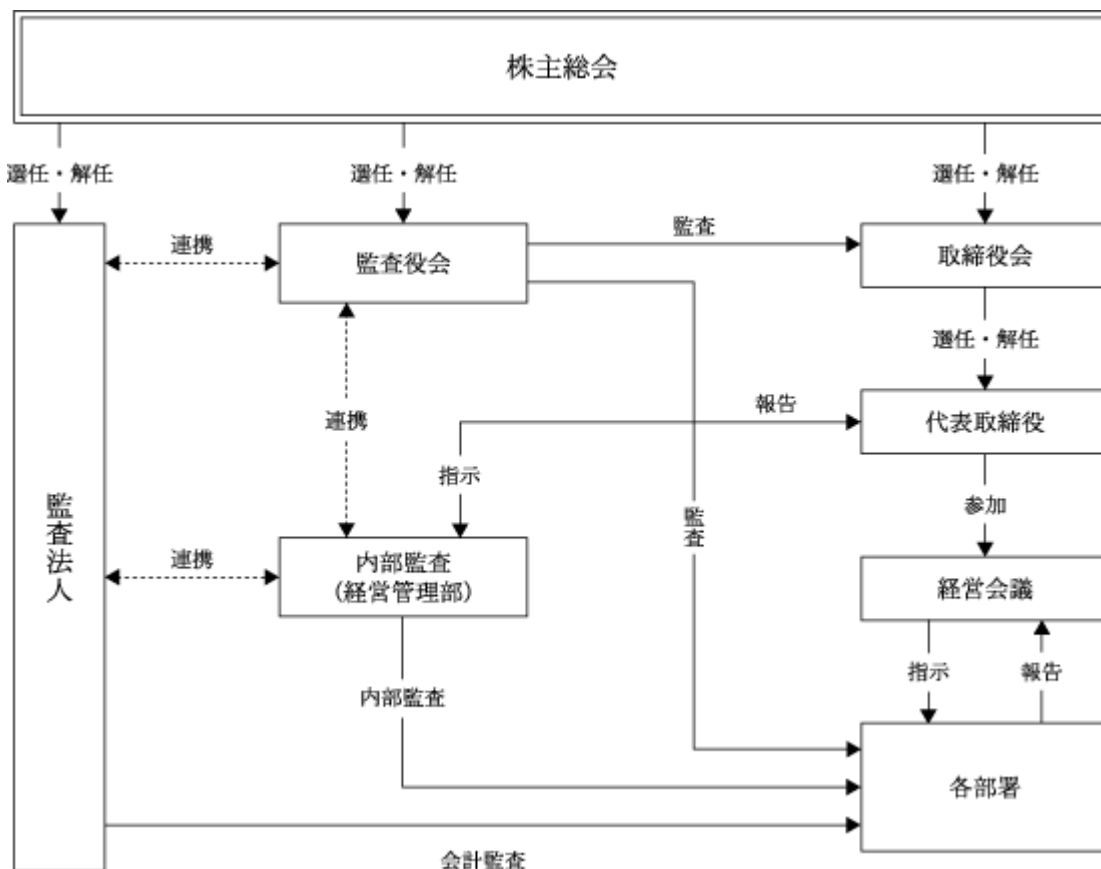 株主総会
選任・解任
選任・解任
選任・解任
連携
監査役会
監査
取締役会
選任・解任
報告
代表取締役
連携
指示
監査
参加
監査法人
連携
内部監査
（経営管理部）
経営会議
指示
報告
内部監査
各部署
会計監査